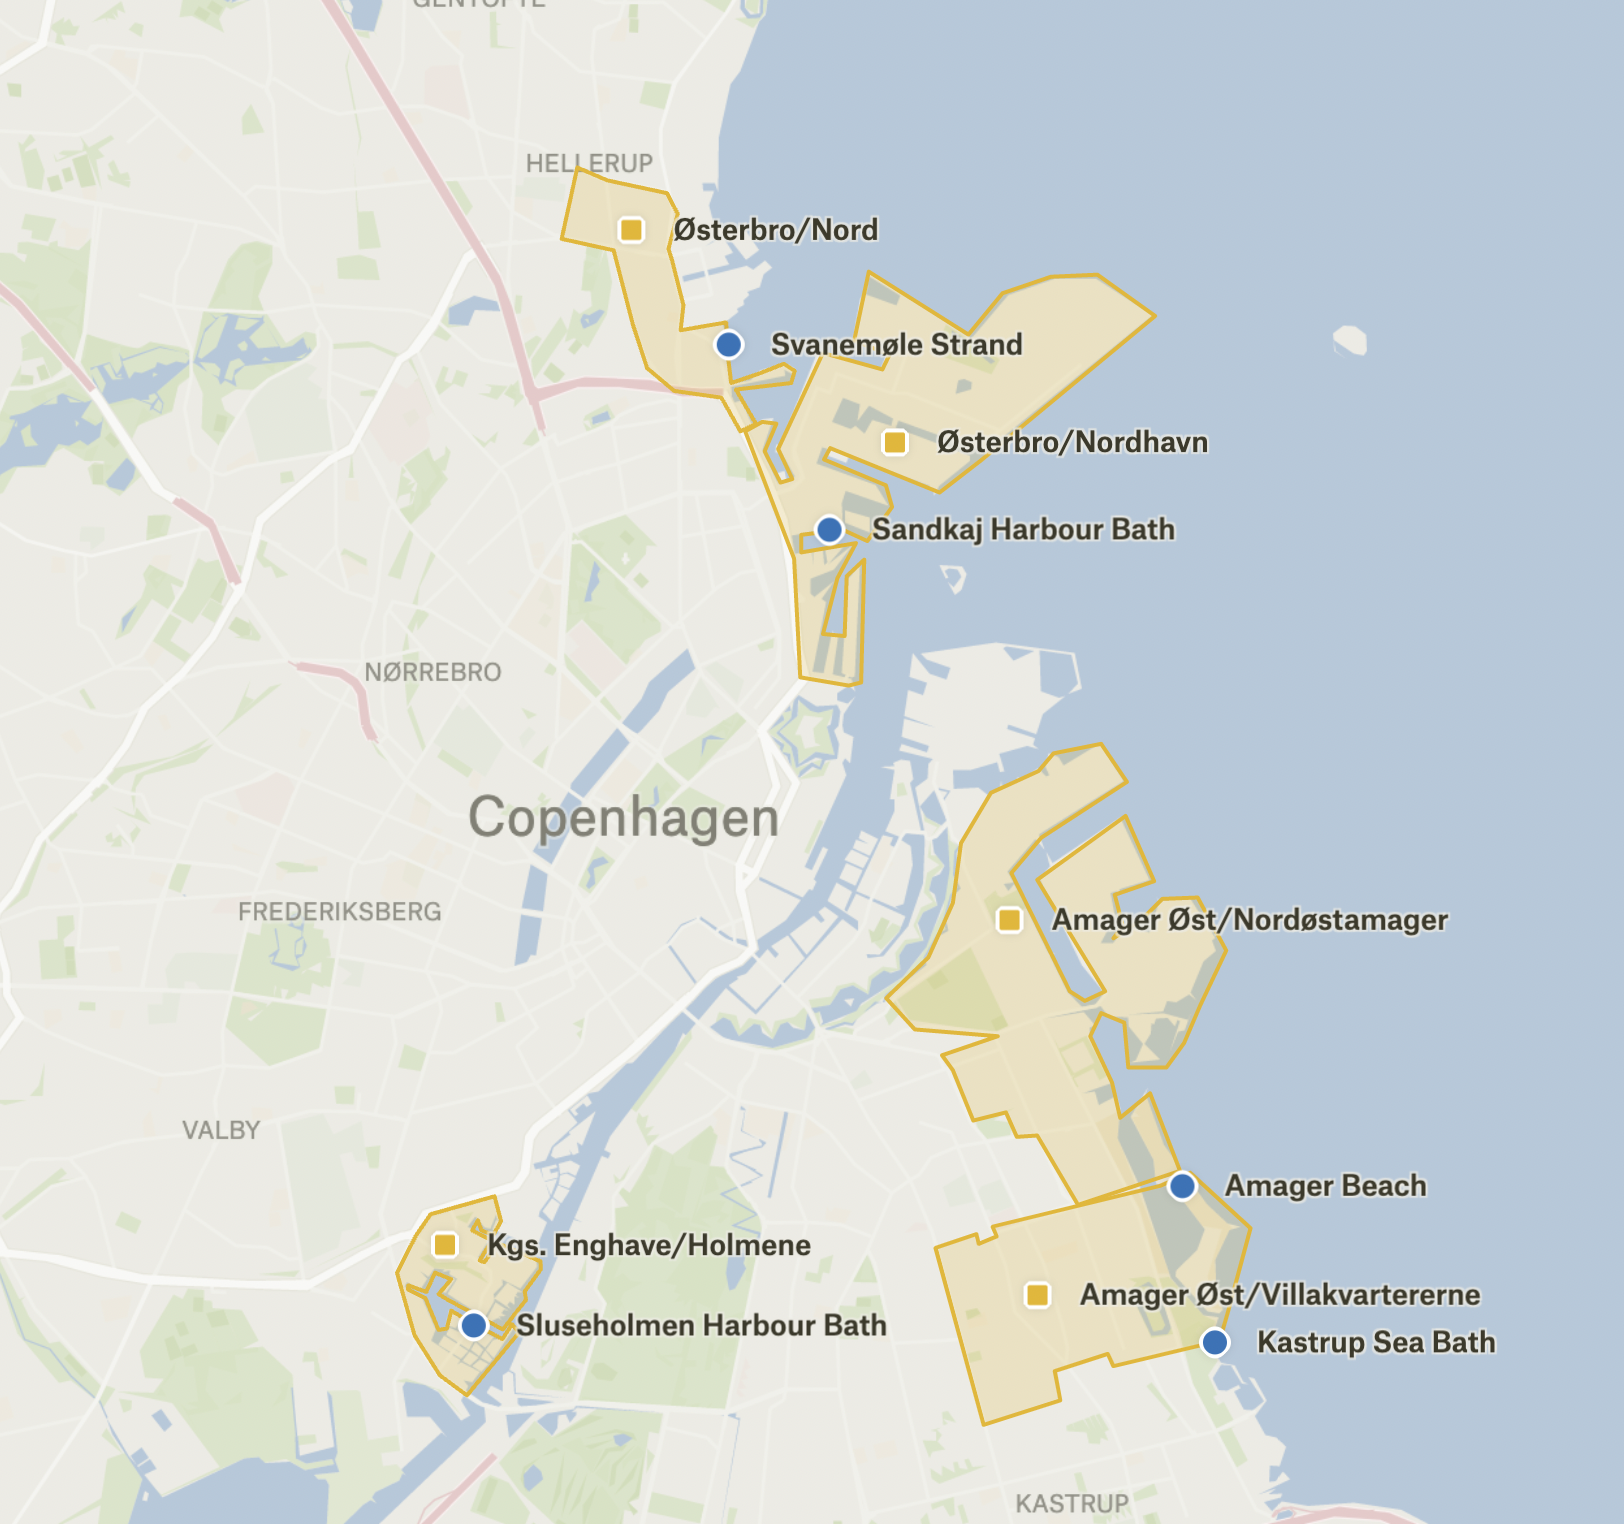 GENTOFTE
HELLERUP
Østerbro/Nord
Svanemøle Strand
Østerbro/Nordhavn
Sandkaj Harbour Bath
NØRREBRO
Copenhagen
FREDERIKSBERG
Amager Øst/Nordøstamager
VALBY
Amager Beach
Kgs. Enghave/Holmene
Amager Øst/Villakvartererne
Sluseholmen Harbour Bath
Kastrup Sea Bath
KASTRUP